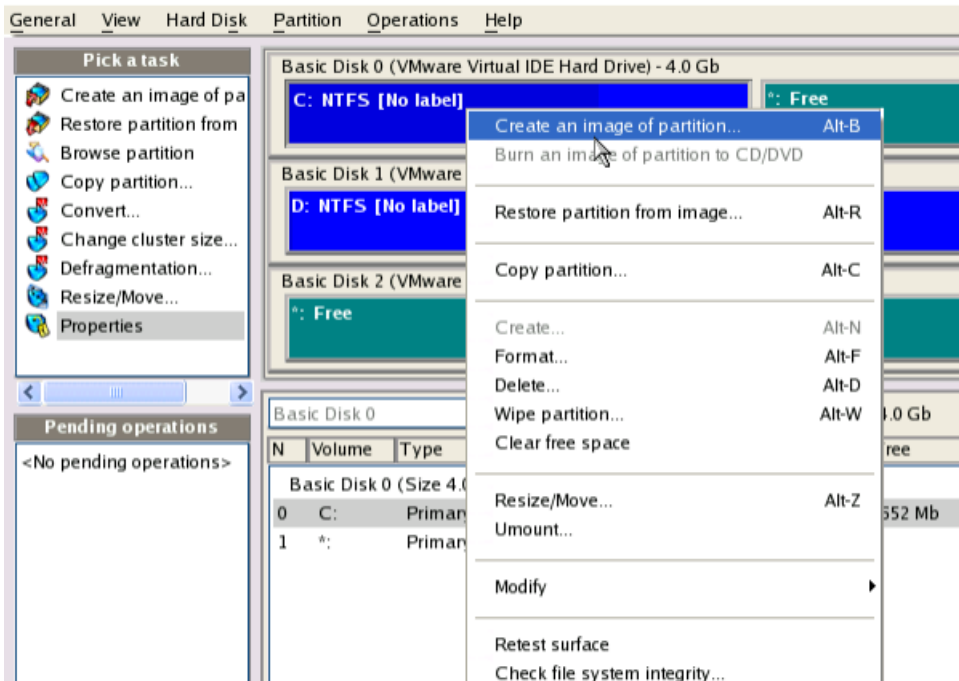 General View Hard Disk Partition Operations Help
Pick a task
Create an image of pa
Restore partition from
Browse partition
Copy partition...
Convert...
Change cluster size...
Defragmentation...
Resize/Move...
Properties
Pending operations
<No pending operations>
Basic Disk 0 (VMware Virtual IDE Hard Drive) - 4.0 Gb
C: NTFS [No label]
*: Free
Basic Disk 1 (VMware
D: NTFS [No label]
Basic Disk 2 (VMware
*: Free
Create an image of partition... Alt-B
Burn an image of partition to CD/DVD
Restore partition from image... Alt-R
Copy partition... Alt-C
Create... Alt-N
Format... Alt-F
Delete... Alt-D
Wipe partition... Alt-W
Clear free space
Resize/Move... Alt-Z
Umount...
Modify
Retest surface
Check file system integrity...
Basic Disk 0 4.0 Gb
N Volume Type ree
Basic Disk 0 (Size 4.0
0 C: Primary 552 Mb
1 *: Primary